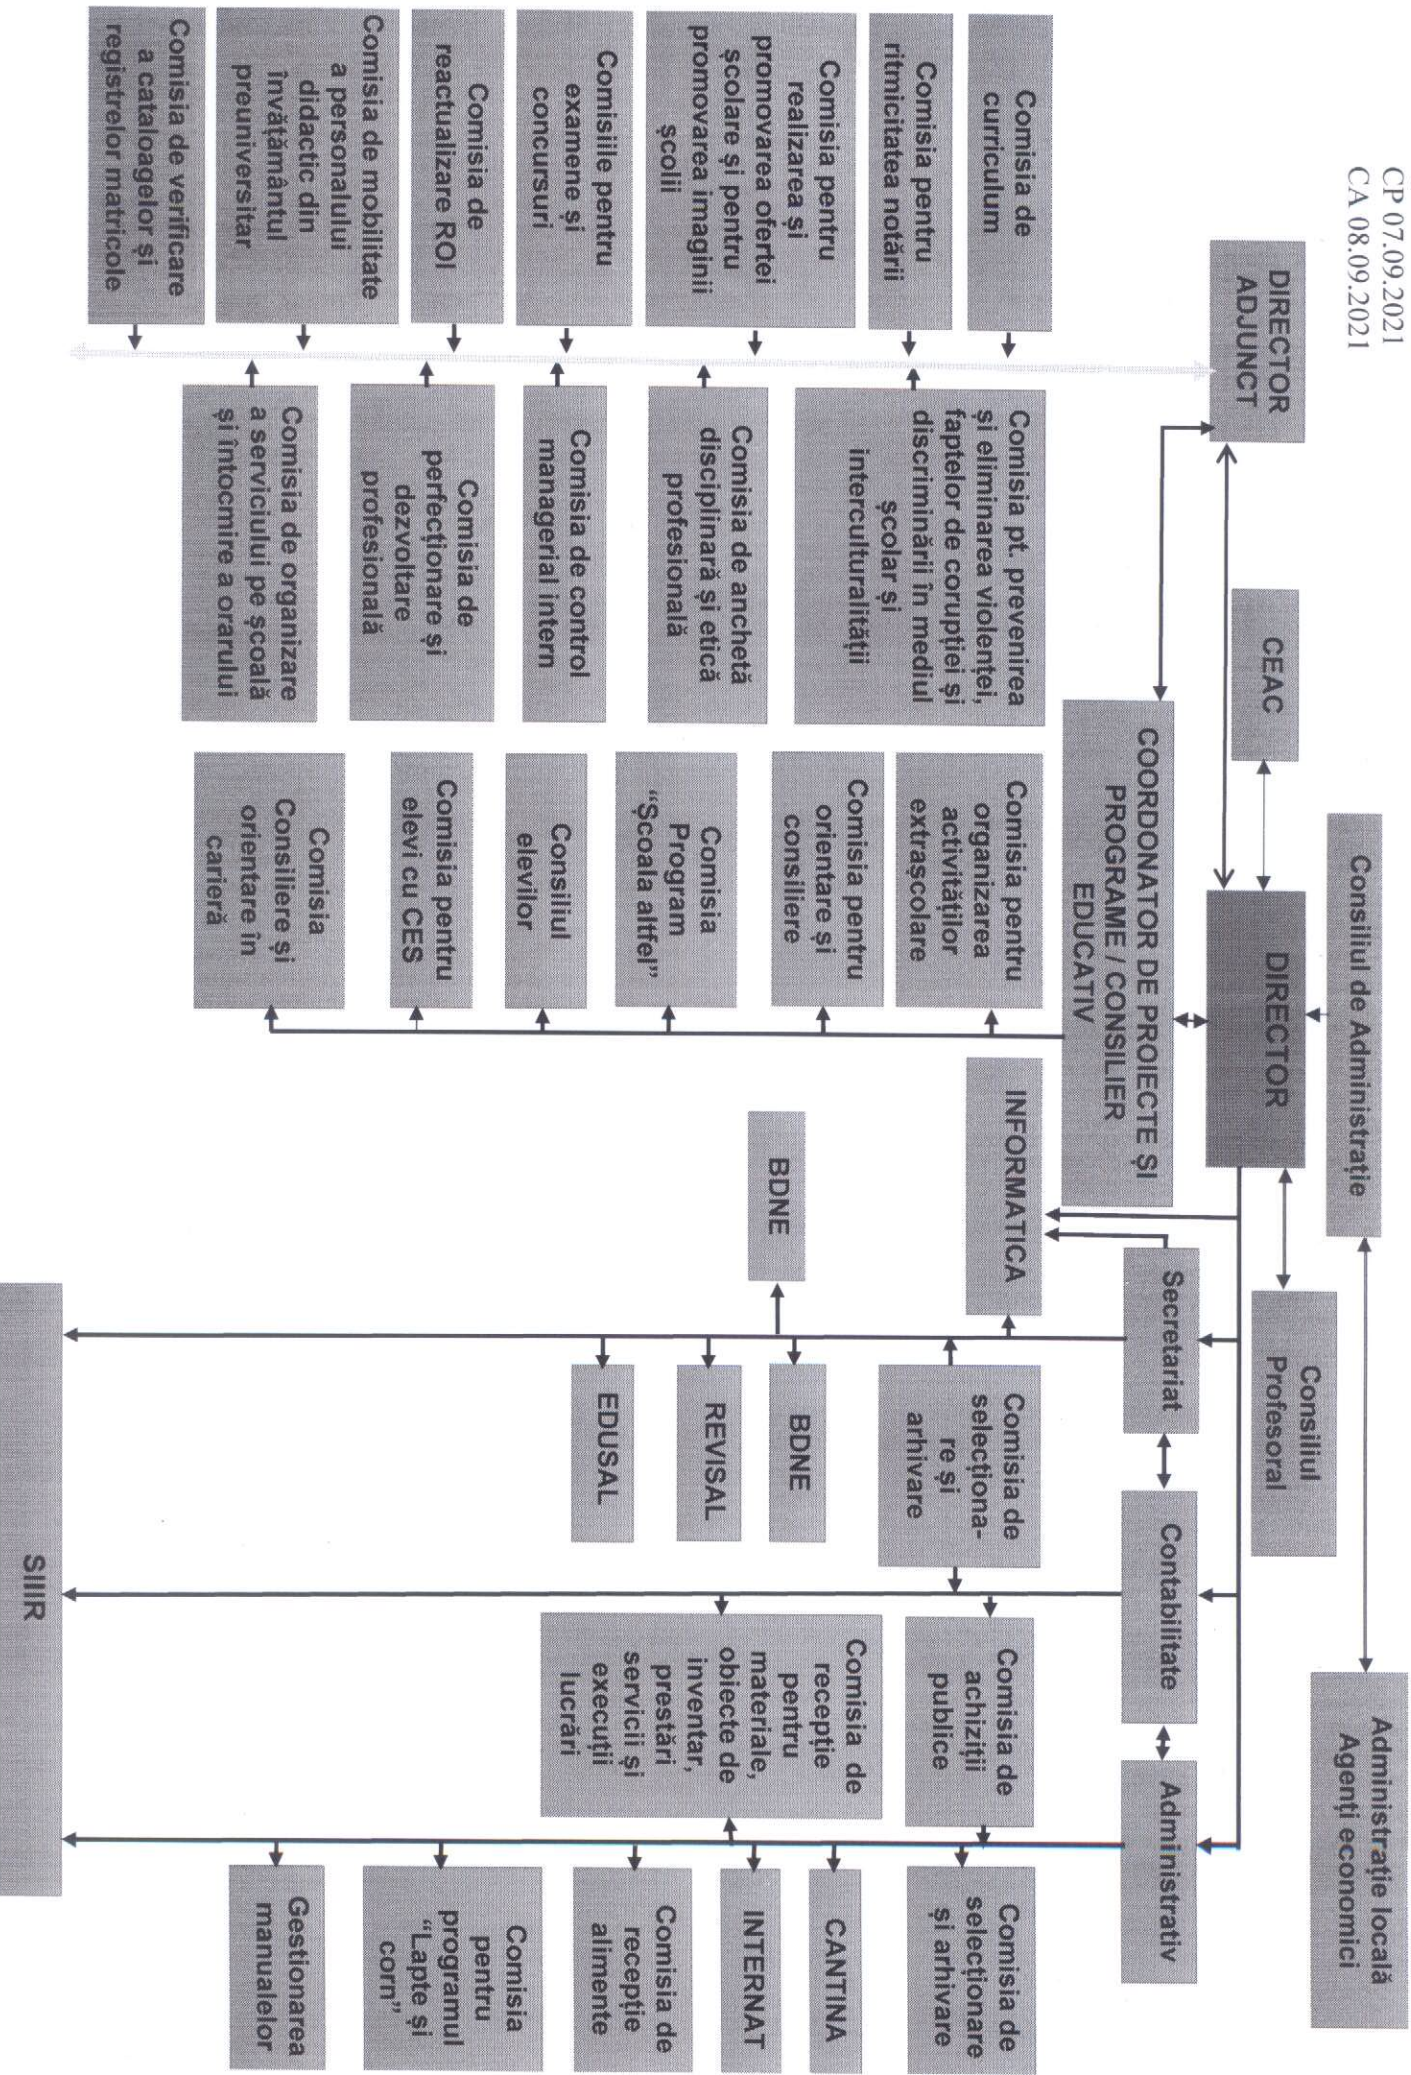 CP 07.09.2021
CA 08.09.2021
Administrație locală
Agenți economici
Consiliul de Administrație
DIRECTOR
ADJUNCT
CEAC
DIRECTOR
Consiliul
Profesoral
COORDONATOR DE PROIECTE ȘI
PROGRAME / CONSILIER
EDUCATIV
Secretariat
Contabilitate
Administrativ
Comisia de
curriculum
Comisia pentru
ritmicitatea notării
Comisia pentru
realizarea și
promovarea ofertei
școlare și pentru
promovarea imaginii
școlii
Comisiile pentru
examene și
concursuri
Comisia de
reactualizare ROI
Comisia de mobilitate
a personalului
didactic din
învățământul
preuniversitar
Comisia de verificare
a cataloagelor și
registrelor matricole
Comisia pt. prevenirea
și eliminarea violenței,
faptelor de corupției și
discriminării în mediul
școlar și
interculturalității
Comisia de anchetă
disciplinară și etică
profesională
Comisia de control
managerial intern
Comisia de
perfecționare și
dezvoltare
profesională
Comisia de organizare
a serviciului pe școală
și întocmire a orarului
Comisia pentru
organizarea
activităților
extrașcolare
Comisia pentru
orientare și
consiliere
Comisia
Program
“Școala altfel”
Consiliul
elevilor
Comisia pentru
elevi cu CES
Comisia
Consiliere și
orientare în
carieră
INFORMATICA
BDNE
Comisia de
selecționa-
re și
arhivare
BDNE
REVISAL
EDUSAL
Comisia de
achiziții
publice
Comisia de
recepție
pentru
materiale,
obiecte de
inventar,
prestări
servicii și
execuții
lucrări
Comisia de
selecționare
și arhivare
CANTINA
INTERNAT
Comisia de
recepție
alimente
Comisia
pentru
programul
“Lapte și
corn”
Gestionarea
manualelor
SIIIR